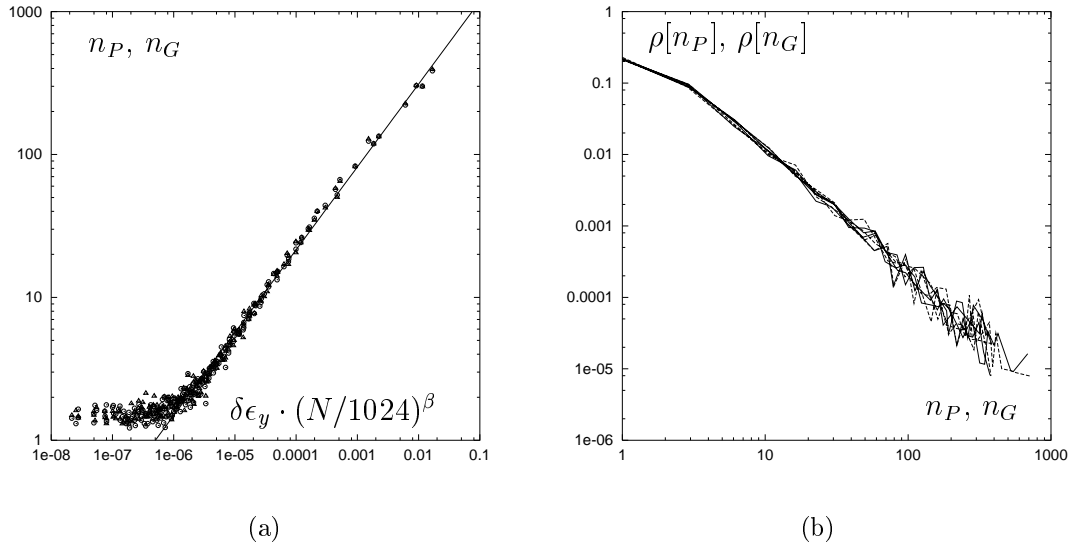 1000
n_P, n_G
100
10
1
δϵ_y · (N/1024)^β
1e-08 1e-07 1e-06 1e-05 0.0001 0.001 0.01 0.1
(a)
1
ρ[n_P], ρ[n_G]
0.1
0.01
0.001
0.0001
1e-05
n_P, n_G
1e-06
1 10 100 1000
(b)